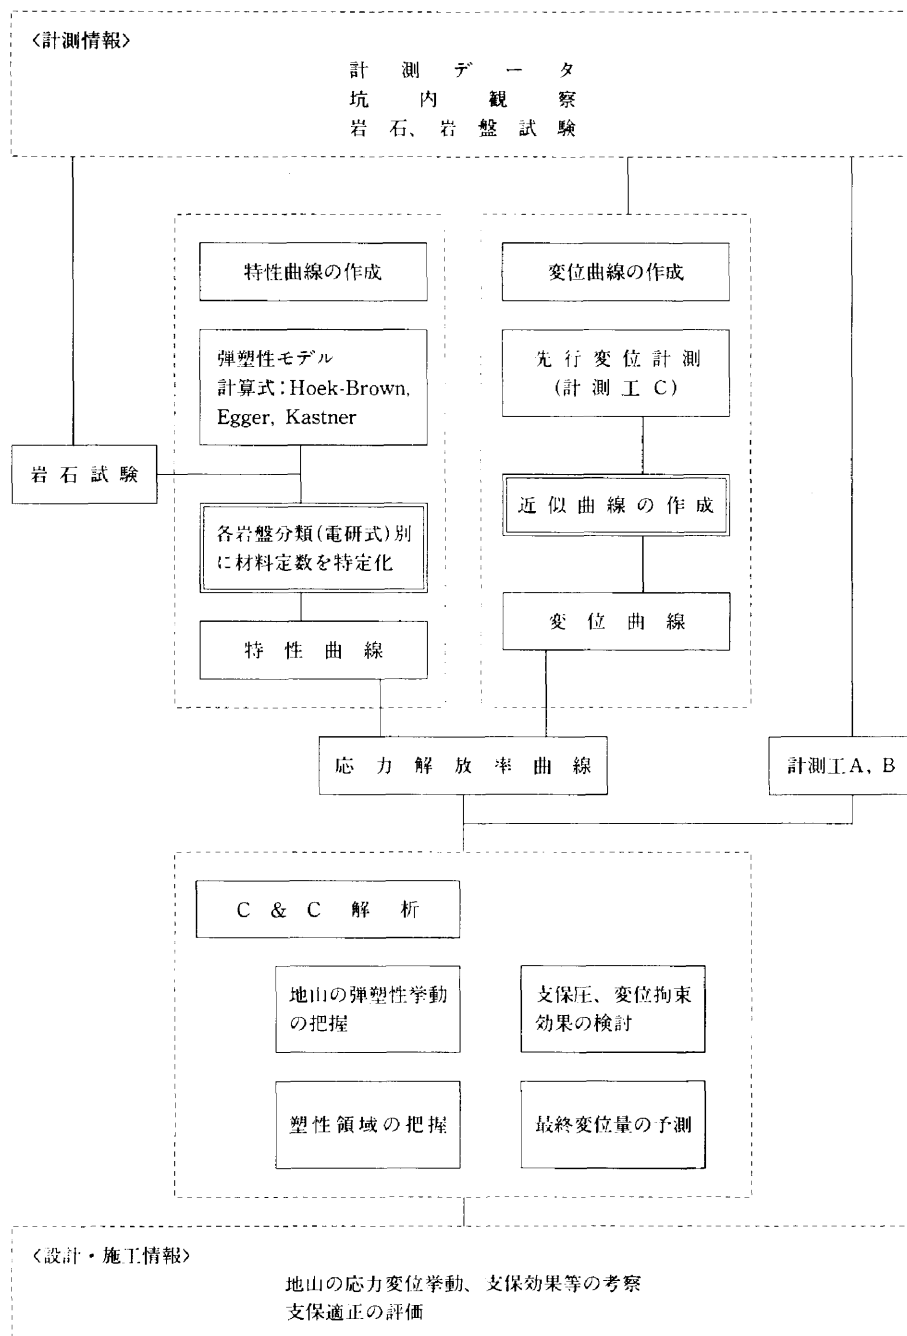 〈計測情報〉
計測データ
坑内観察
岩石、岩盤試験
特性曲線の作成
弾塑性モデル
計算式：Hoek-Brown,
Egger, Kastner
岩石試験
各岩盤分類(電研式)別
に材料定数を特定化
特性曲線
変位曲線の作成
先行変位計測
(計測工C)
近似曲線の作成
変位曲線
応力解放率曲線
計測工A, B
C & C 解析
地山の弾塑性挙動
の把握
支保圧、変位拘束
効果の検討
塑性領域の把握
最終変位量の予測
〈設計・施工情報〉
地山の応力変位挙動、支保効果等の考察
支保適正の評価